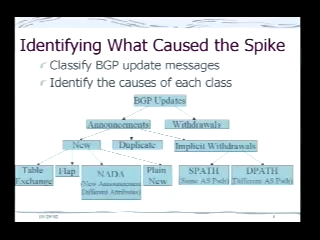 Identifying What Caused the Spike
Classify BGP update messages
Identify the causes of each class
BGP Updates
Announcements
Withdrawals
New
Duplicate
Implicit Withdrawals
Table
Exchange
Flap
NADA
(New Announcement
Different Attributes)
Plain
New
SPATH
(Same AS Path)
DPATH
(Different AS Path)